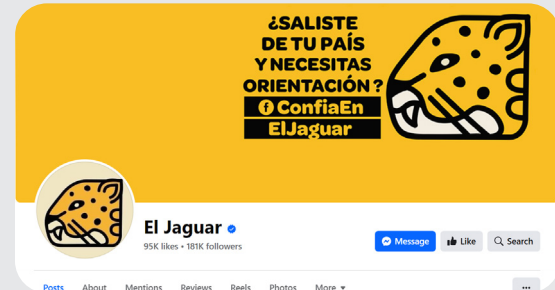 ¿SALISTE
DE TU PAÍS
Y NECESITAS
ORIENTACIÓN?
ConfiaEn
ElJaguar
El Jaguar
95K likes • 181K followers
Message
Like
Search
Posts About Mentions Reviews Reels Photos More